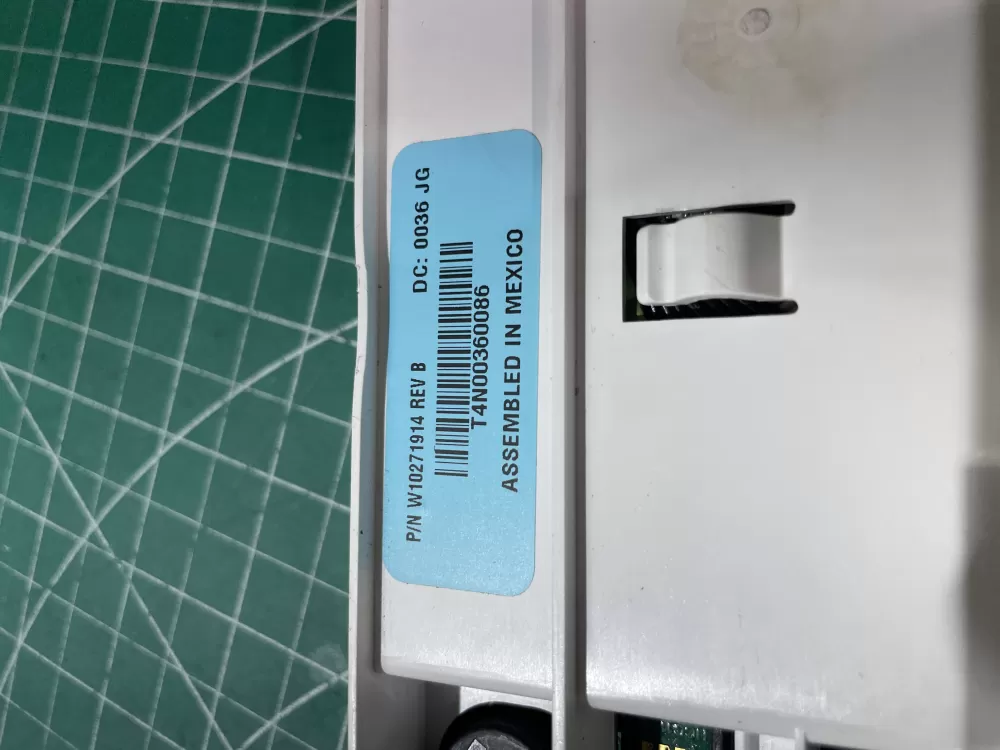 P/N W10271914 REV B DC: 0036 JG
T4N00360086
ASSEMBLED IN MEXICO